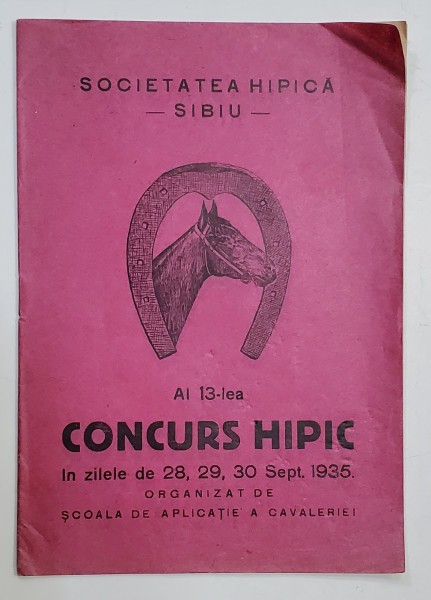 SOCIETATEA HIPICĂ
— SIBIU —
Al 13-lea
CONCURS HIPIC
In zilele de 28, 29, 30 Sept. 1935.
ORGANIZAT DE
ȘCOALA DE APLICAȚIE A CAVALERIEI